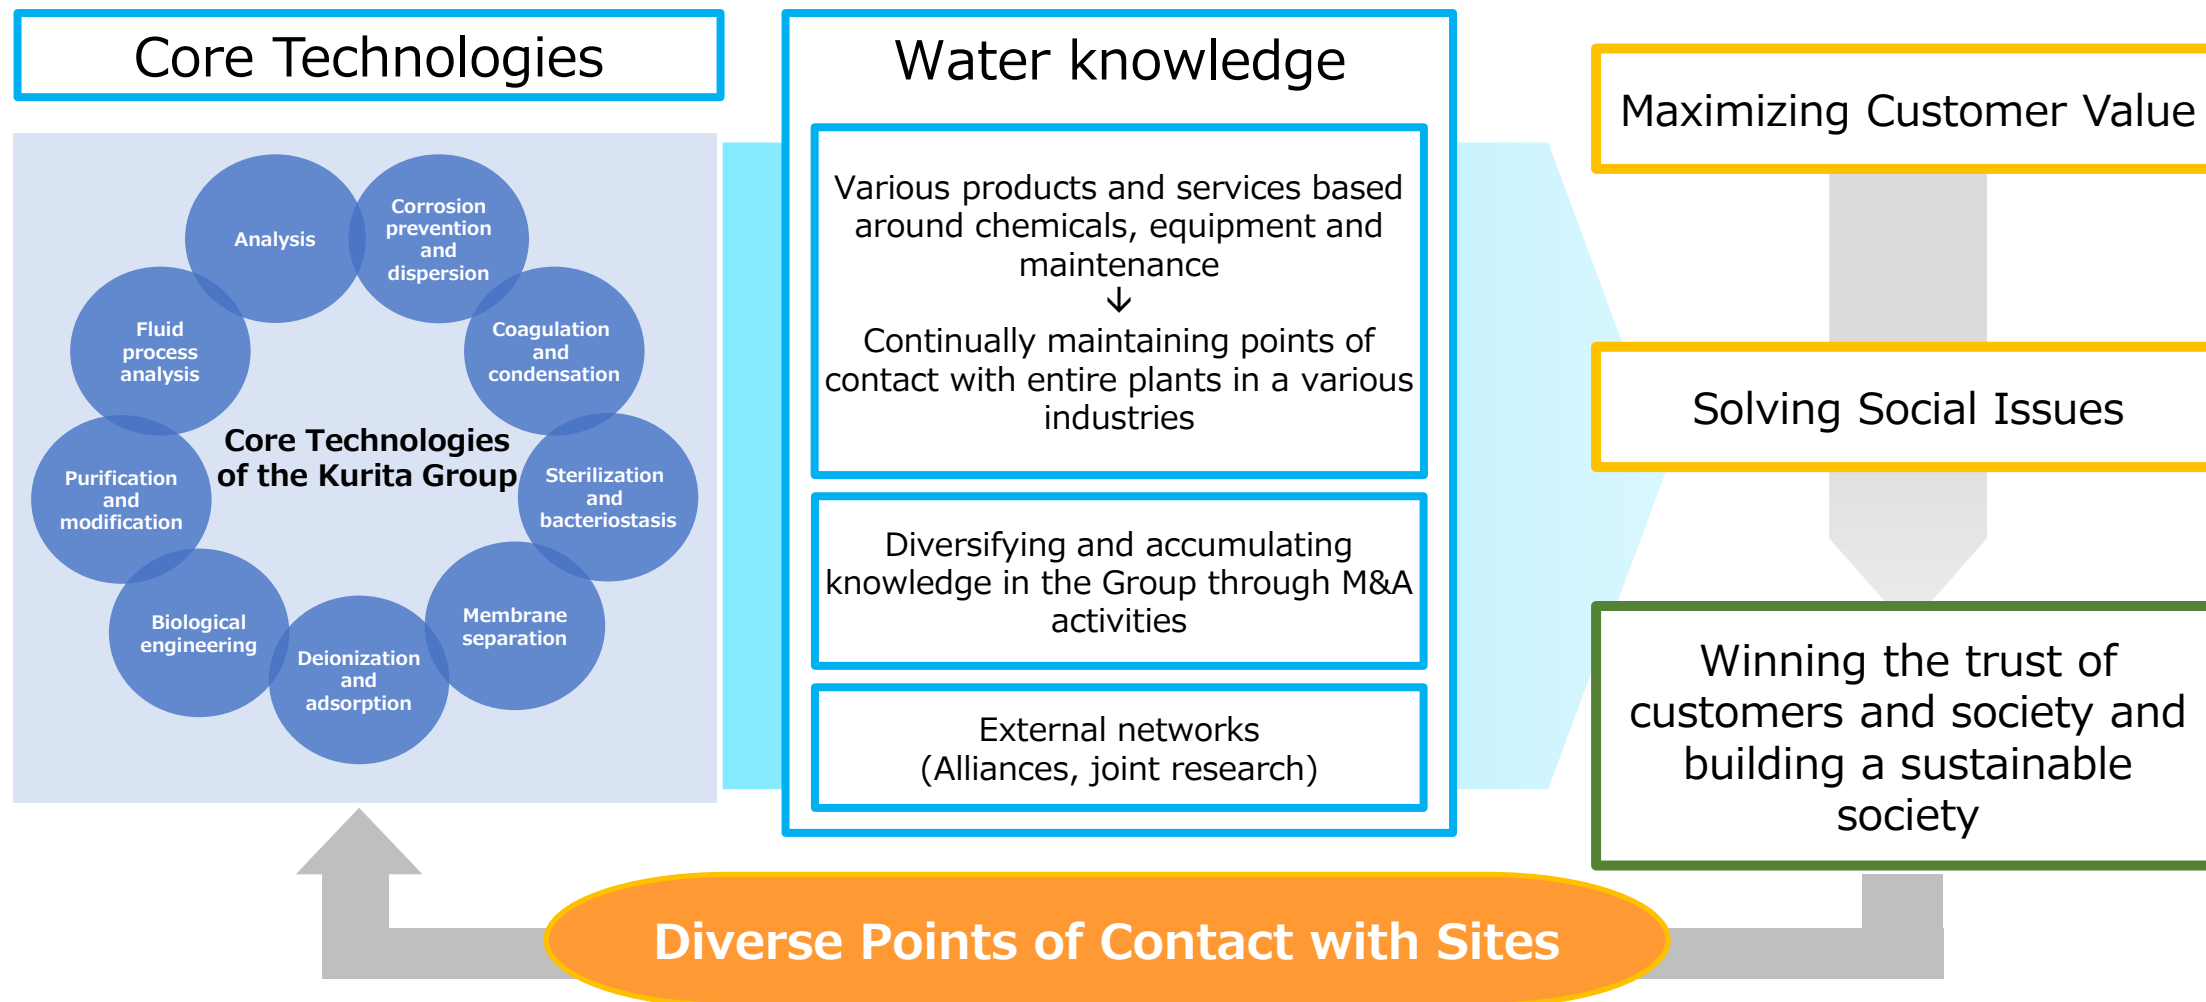 Core Technologies
Analysis
Corrosion
prevention
and
dispersion
Fluid
process
analysis
Coagulation
and
condensation
Core Technologies
of the Kurita Group
Purification
and
modification
Sterilization
and
bacteriostasis
Biological
engineering
Membrane
separation
Deionization
and
adsorption
Water knowledge
Various products and services based
around chemicals, equipment and
maintenance
↓
Continually maintaining points of
contact with entire plants in a various
industries
Diversifying and accumulating
knowledge in the Group through M&A
activities
External networks
(Alliances, joint research)
Maximizing Customer Value
Solving Social Issues
Winning the trust of
customers and society and
building a sustainable
society
Diverse Points of Contact with Sites